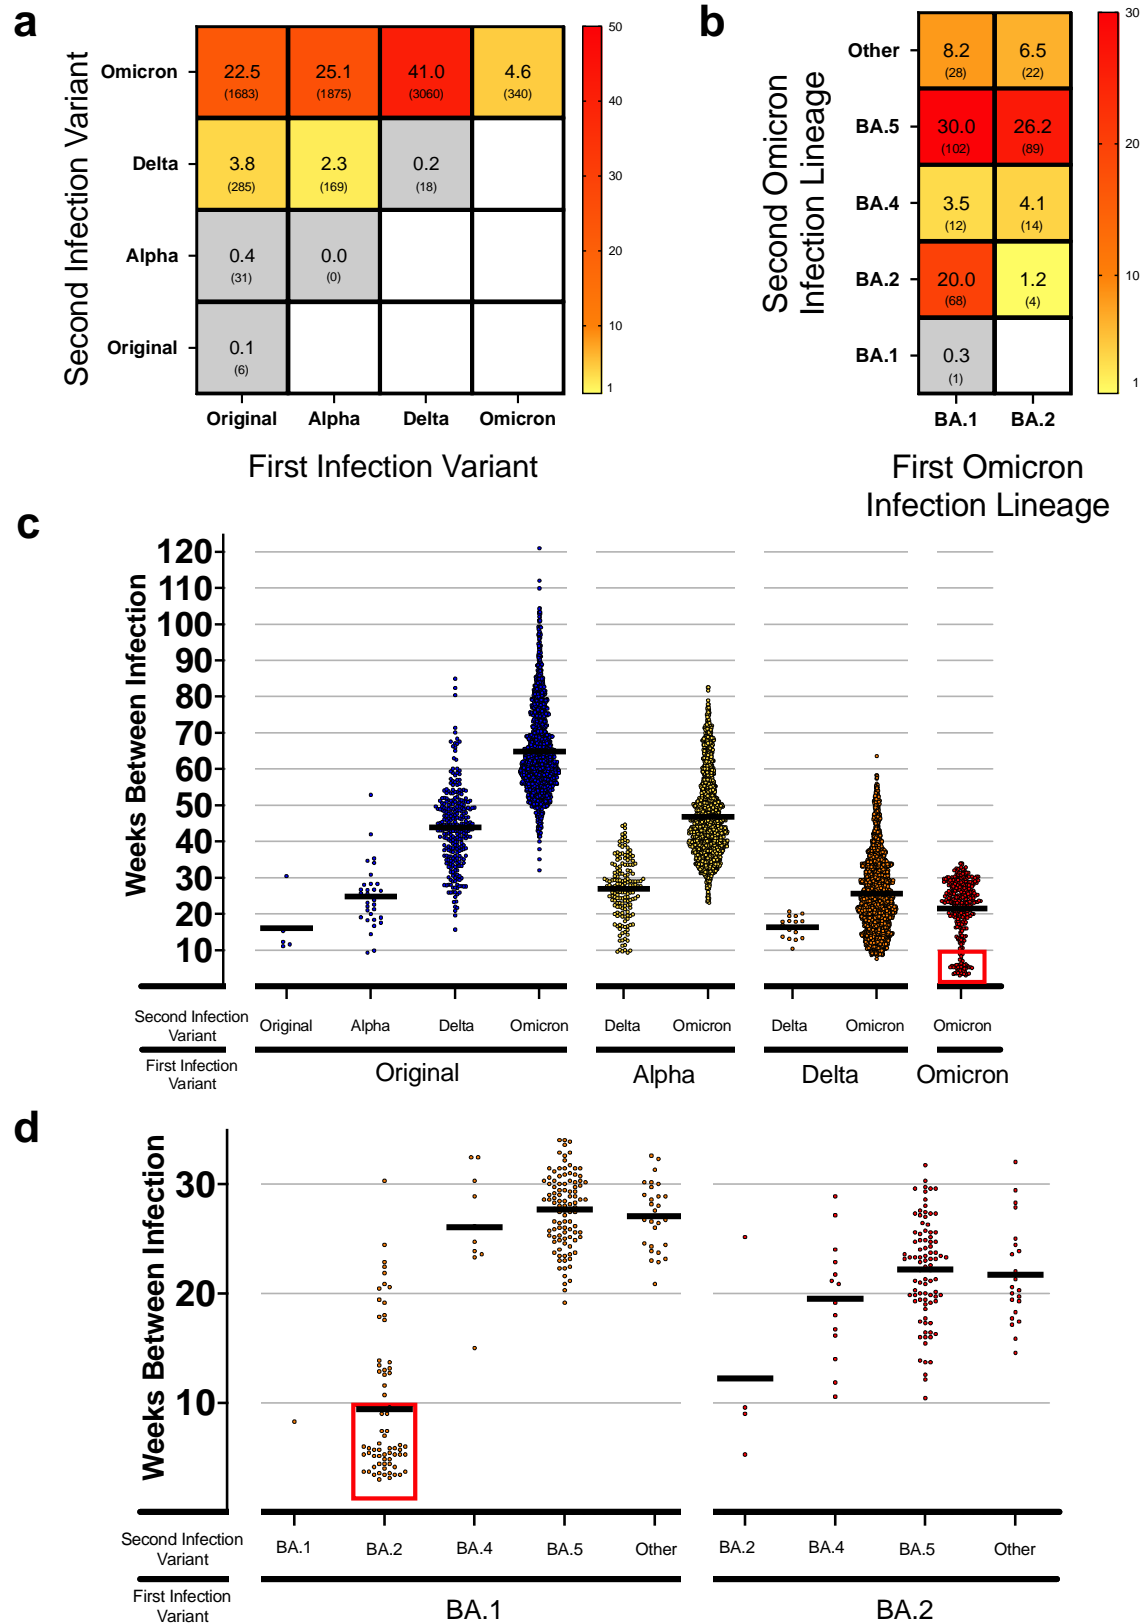 a
Second Infection Variant
Omicron
Delta
Alpha
Original
22.5
(1683)
25.1
(1875)
41.0
(3060)
4.6
(340)
3.8
(285)
2.3
(169)
0.2
(18)
0.4
(31)
0.0
(0)
0.1
(6)
Original
Alpha
Delta
Omicron
First Infection Variant
50
40
30
20
10
1
b
Second Omicron
Infection Lineage
Other
BA.5
BA.4
BA.2
BA.1
8.2
(28)
6.5
(22)
30.0
(102)
26.2
(89)
3.5
(12)
4.1
(14)
20.0
(68)
1.2
(4)
0.3
(1)
BA.1
BA.2
First Omicron
Infection Lineage
30
20
10
1
c
Weeks Between Infection
120
110
100
90
80
70
60
50
40
30
20
10
Second Infection
Variant
Original
Alpha
Delta
Omicron
Delta
Omicron
Delta
Omicron
Omicron
First Infection
Variant
Original
Alpha
Delta
Omicron
d
Weeks Between Infection
30
20
10
Second Infection
Variant
BA.1
BA.2
BA.4
BA.5
Other
BA.2
BA.4
BA.5
Other
First Infection
Variant
BA.1
BA.2